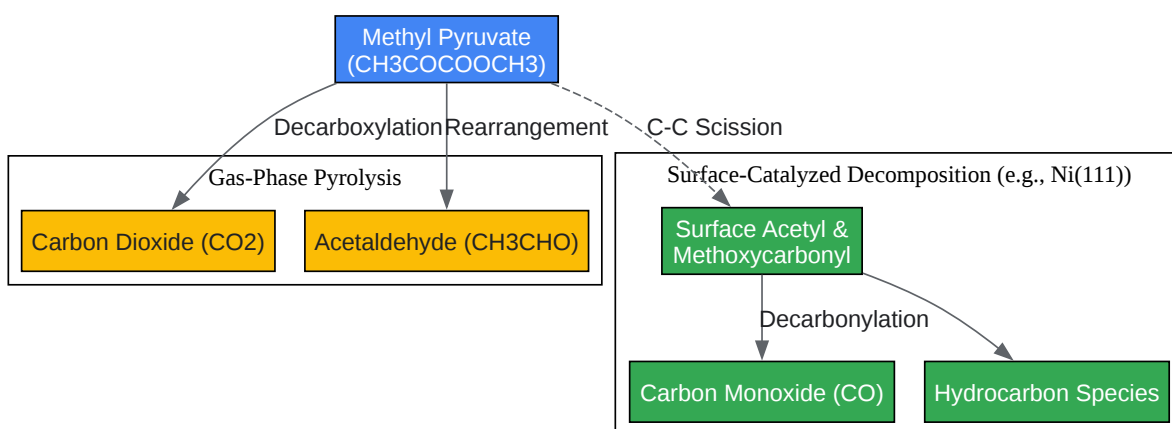 Methyl Pyruvate
(CH3COCOOCH3)
Decarboxylation
Rearrangement
C-C Scission
Gas-Phase Pyrolysis
Surface-Catalyzed Decomposition (e.g., Ni(111))
Carbon Dioxide (CO2)
Acetaldehyde (CH3CHO)
Surface Acetyl &
Methoxycarbonyl
Decarbonylation
Carbon Monoxide (CO)
Hydrocarbon Species